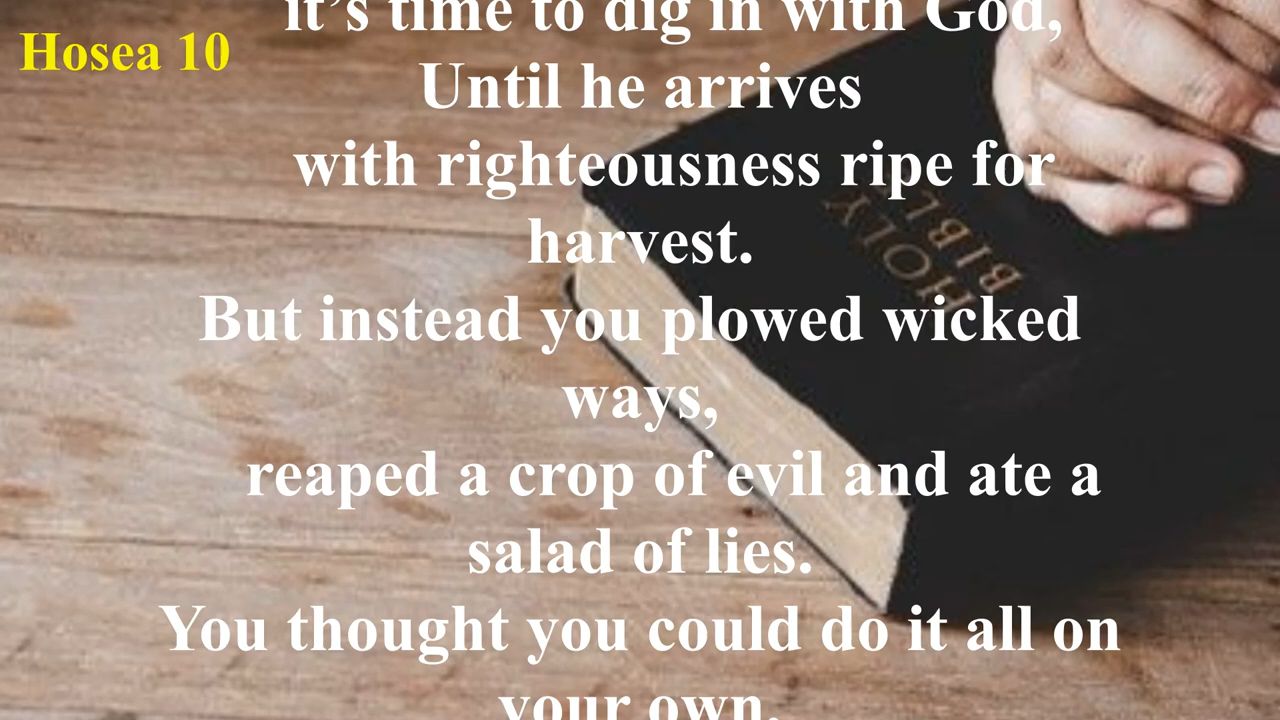 it’s time to dig in with God,
Hosea 10
Until he arrives
with righteousness ripe for
harvest.
But instead you plowed wicked
ways,
reaped a crop of evil and ate a
salad of lies.
You thought you could do it all on
your own,
HOLY
BIBLE